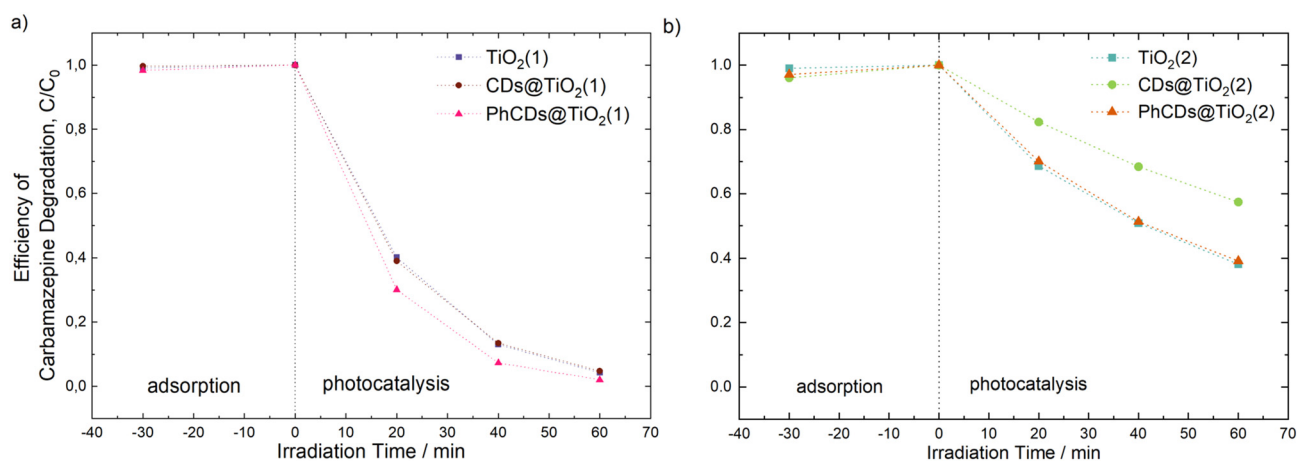 a)
Efficiency of
Carbamazepine Degradation, C/C₀
1,0
0,8
0,6
0,4
0,2
0,0
TiO₂(1)
CDs@TiO₂(1)
PhCDs@TiO₂(1)
adsorption
photocatalysis
-40 -30 -20 -10 0 10 20 30 40 50 60 70
Irradiation Time / min
b)
1.0
0.8
0.6
0.4
0.2
0.0
TiO₂(2)
CDs@TiO₂(2)
PhCDs@TiO₂(2)
adsorption
photocatalysis
-40 -30 -20 -10 0 10 20 30 40 50 60 70
Irradiation Time / min